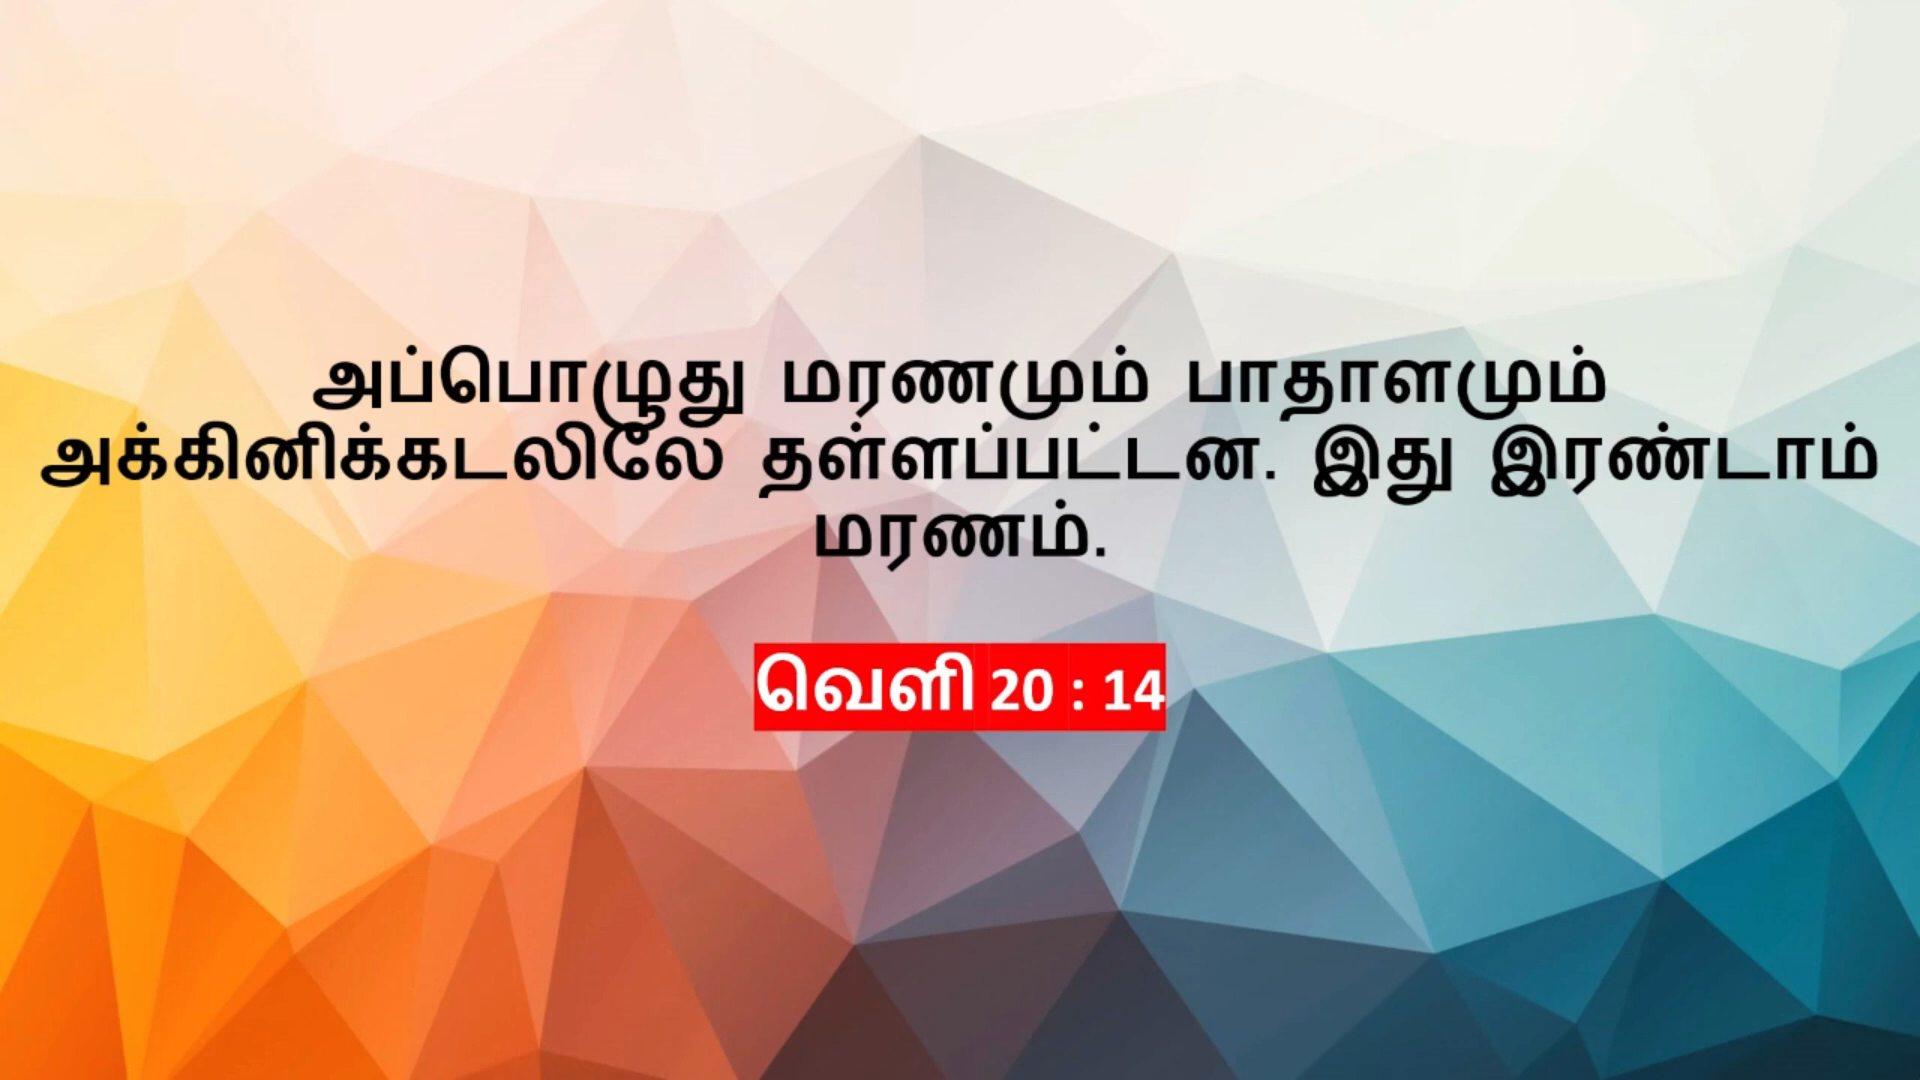 அப்பொழுது மரணமும் பாதாளமும்
அக்கினிக்கடலிலே தள்ளப்பட்டன. இது இரண்டாம்
மரணம்.
வெளி 20 : 14